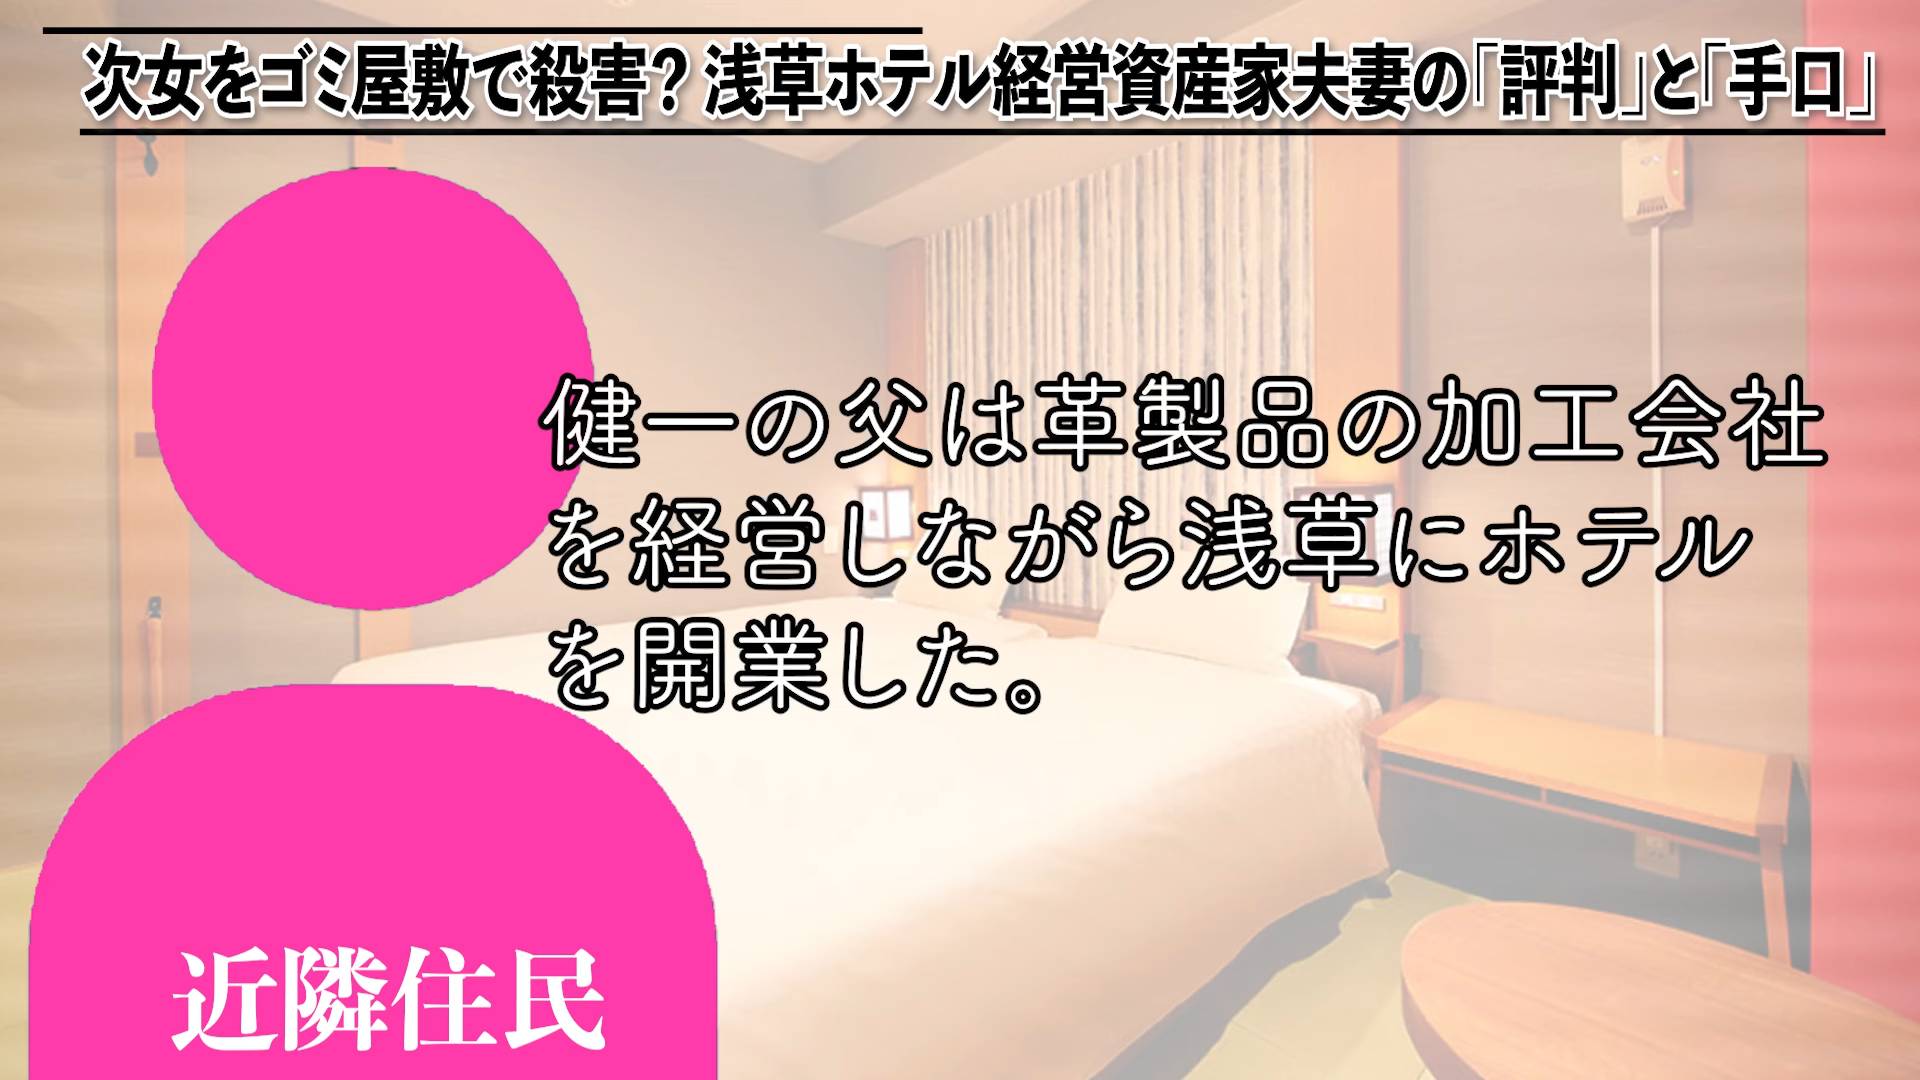 次女をゴミ屋敷で殺害？浅草ホテル経営資産家夫妻の「評判」と「手口」
健一の父は革製品の加工会社
を経営しながら浅草にホテル
を開業した。
近隣住民